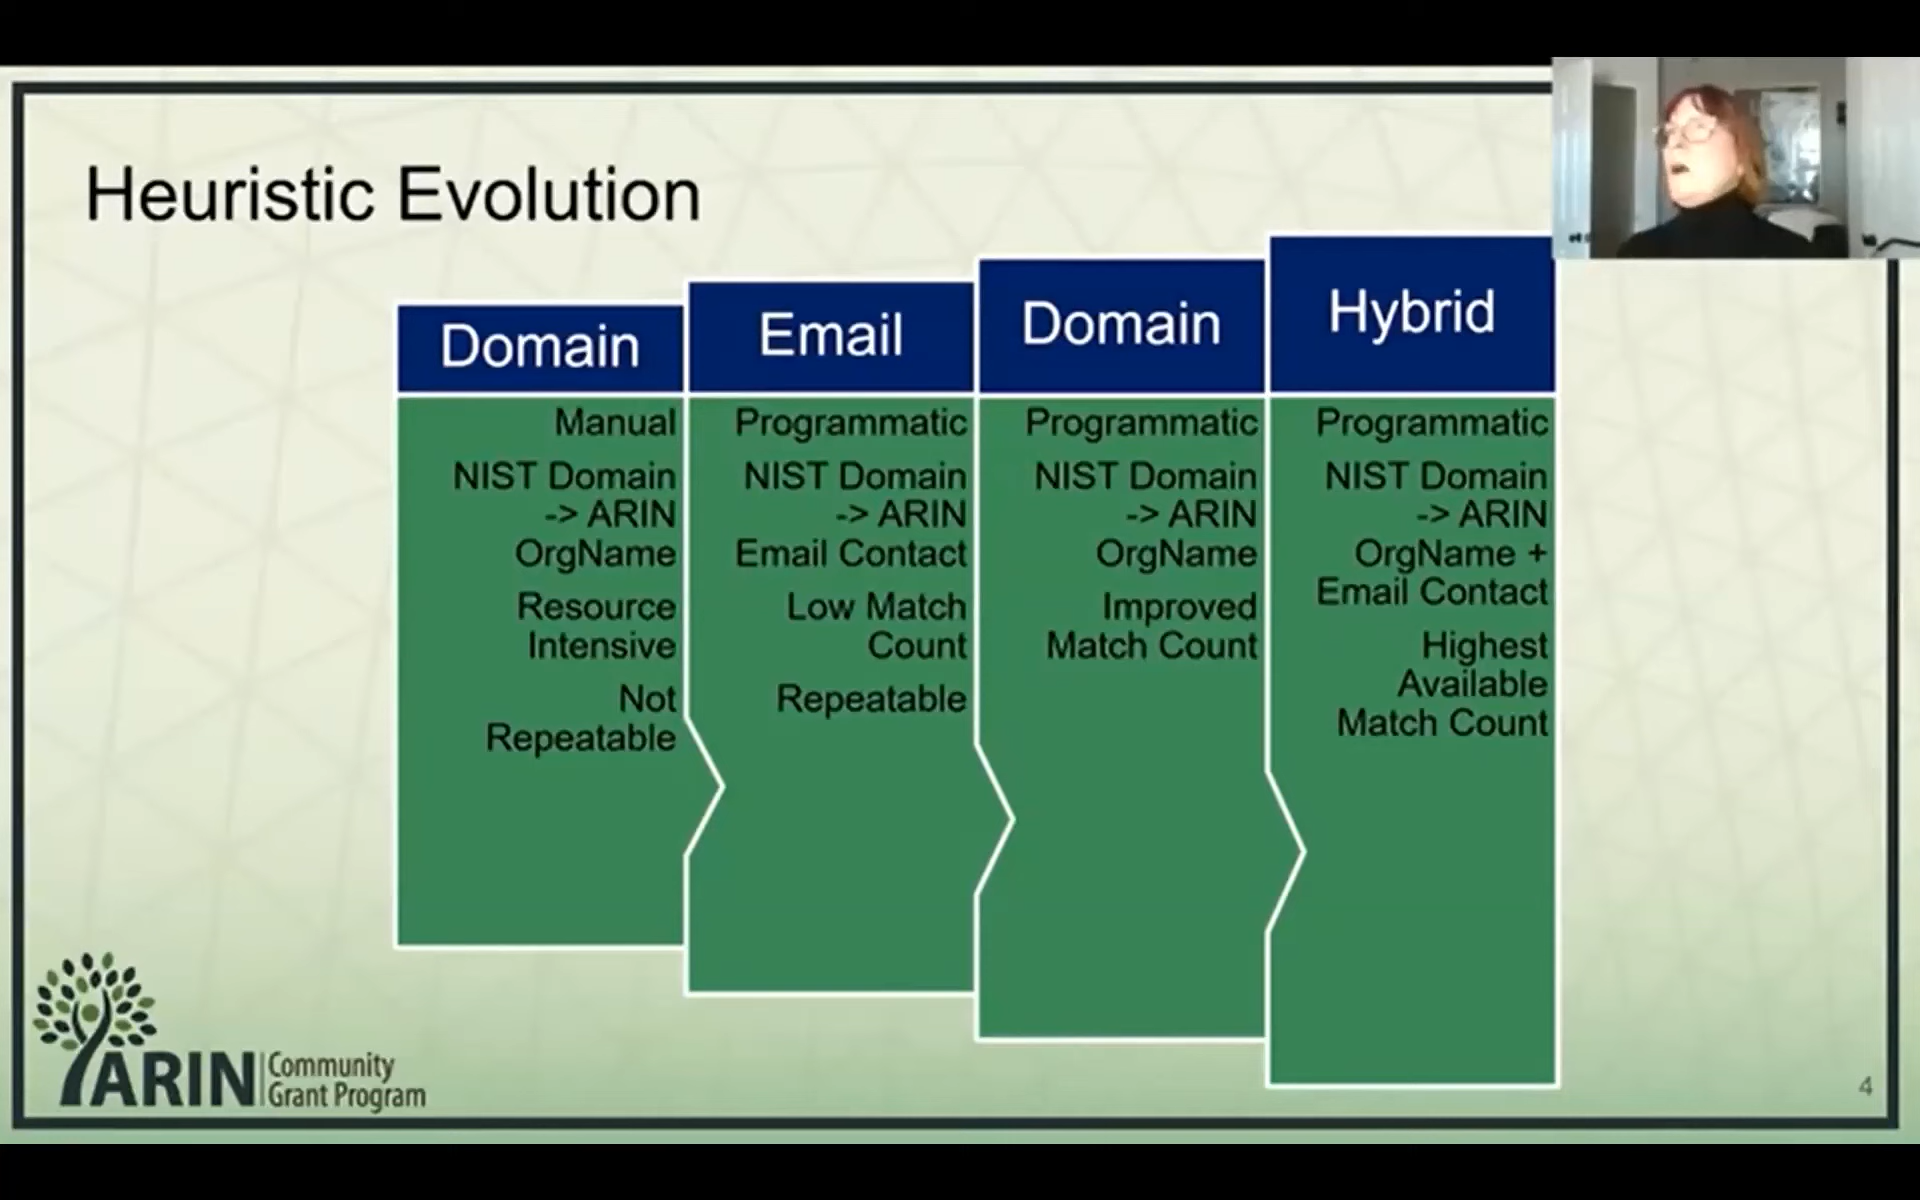 Heuristic Evolution
Domain
Manual
NIST Domain
-> ARIN
OrgName
Resource
Intensive
Not
Repeatable
Email
Programmatic
NIST Domain
-> ARIN
Email Contact
Low Match
Count
Repeatable
Domain
Programmatic
NIST Domain
-> ARIN
OrgName
Improved
Match Count
Hybrid
Programmatic
NIST Domain
-> ARIN
OrgName +
Email Contact
Highest
Available
Match Count
ARIN
Community
Grant Program
4